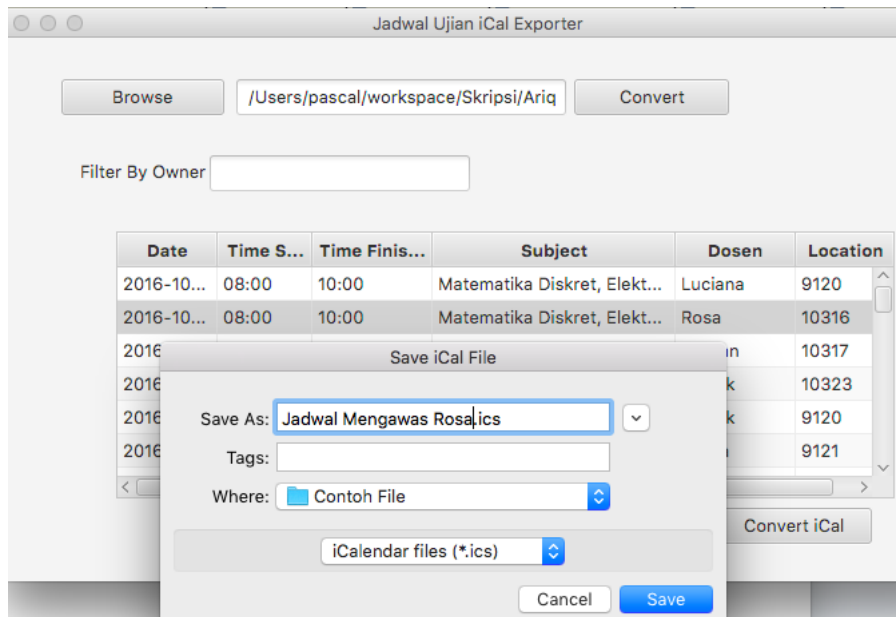 Jadwal Ujian iCal Exporter
Browse /Users/pascal/workspace/Skripsi/Ariq Convert
Filter By Owner
Date Time S... Time Finis... Subject Dosen Location
2016-10... 08:00 10:00 Matematika Diskret, Elekt... Luciana 9120
2016-10... 08:00 10:00 Matematika Diskret, Elekt... Rosa 10316
2016 10317
2016 10323
2016 9120
2016 9121
Save iCal File
Save As: Jadwal Mengawas Rosa.ics
Tags:
Where: Contoh File
Convert iCal
iCalendar files (*.ics)
Cancel Save